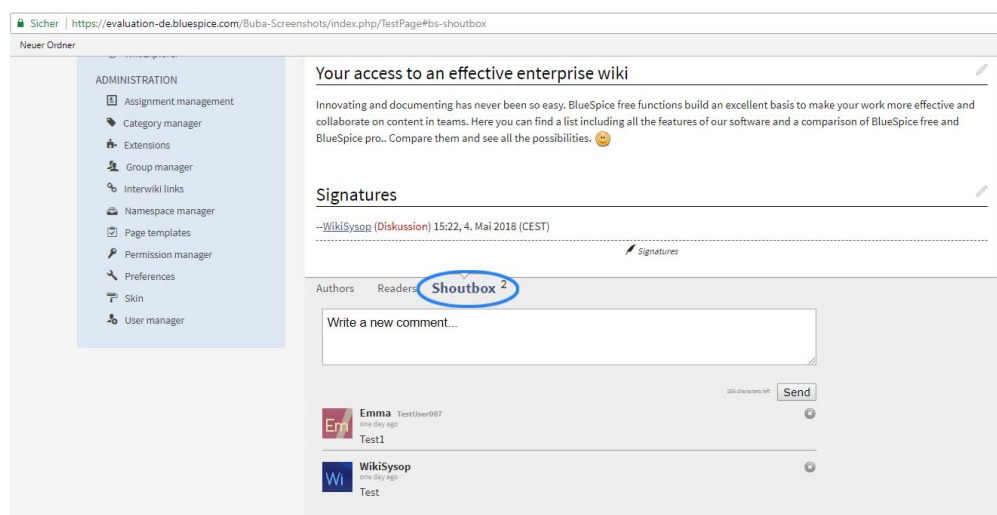 Sicher | https://evaluation-de.bluespice.com/Buba-Screenshots/index.php/TestPage#bs-shoutbox
Neuer Ordner
ADMINISTRATION
Assignment management
Category manager
Extensions
Group manager
Interwiki links
Namespace manager
Page templates
Permission manager
Preferences
Skin
User manager
Your access to an effective enterprise wiki
Innovating and documenting has never been so easy. BlueSpice free functions build an excellent basis to make your work more effective and
collaborate on content in teams. Here you can find a list including all the features of our software and a comparison of BlueSpice free and
BlueSpice pro.. Compare them and see all the possibilities.
Signatures
--WikiSysop (Diskussion) 15:22, 4. Mai 2018 (CEST)
Signatures
Authors Readers Shoutbox 2
Write a new comment...
characters left Send
Em Emma TestUser007
one day ago
Test1
Wi WikiSysop
one day ago
Test